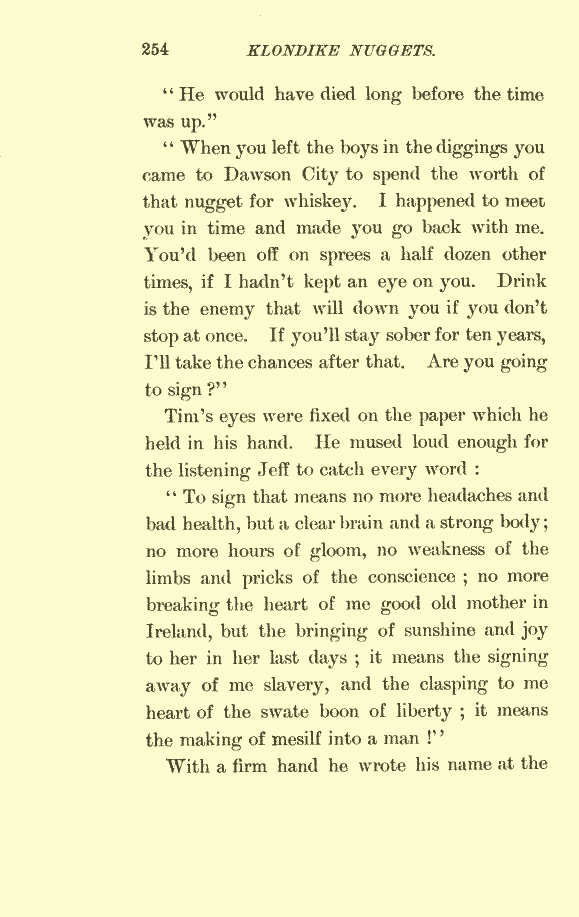 254 KLONDIKE NUGGETS.
“ He would have died long before the time
was up.”
“ When you left the boys in the diggings you
came to Dawson City to spend the worth of
that nugget for whiskey. I happened to meet
you in time and made you go back with me.
You’d been off on sprees a half dozen other
times, if I hadn’t kept an eye on you. Drink
is the enemy that will down you if you don’t
stop at once. If you’ll stay sober for ten years,
I’ll take the chances after that. Are you going
to sign ?”
Tim’s eyes were fixed on the paper which he
held in his hand. He mused loud enough for
the listening Jeff to catch every word :
“ To sign that means no more headaches and
bad health, but a clear brain and a strong body ;
no more hours of gloom, no weakness of the
limbs and pricks of the conscience ; no more
breaking the heart of me good old mother in
Ireland, but the bringing of sunshine and joy
to her in her last days ; it means the signing
away of me slavery, and the clasping to me
heart of the swate boon of liberty ; it means
the making of mesilf into a man !”
With a firm hand he wrote his name at the